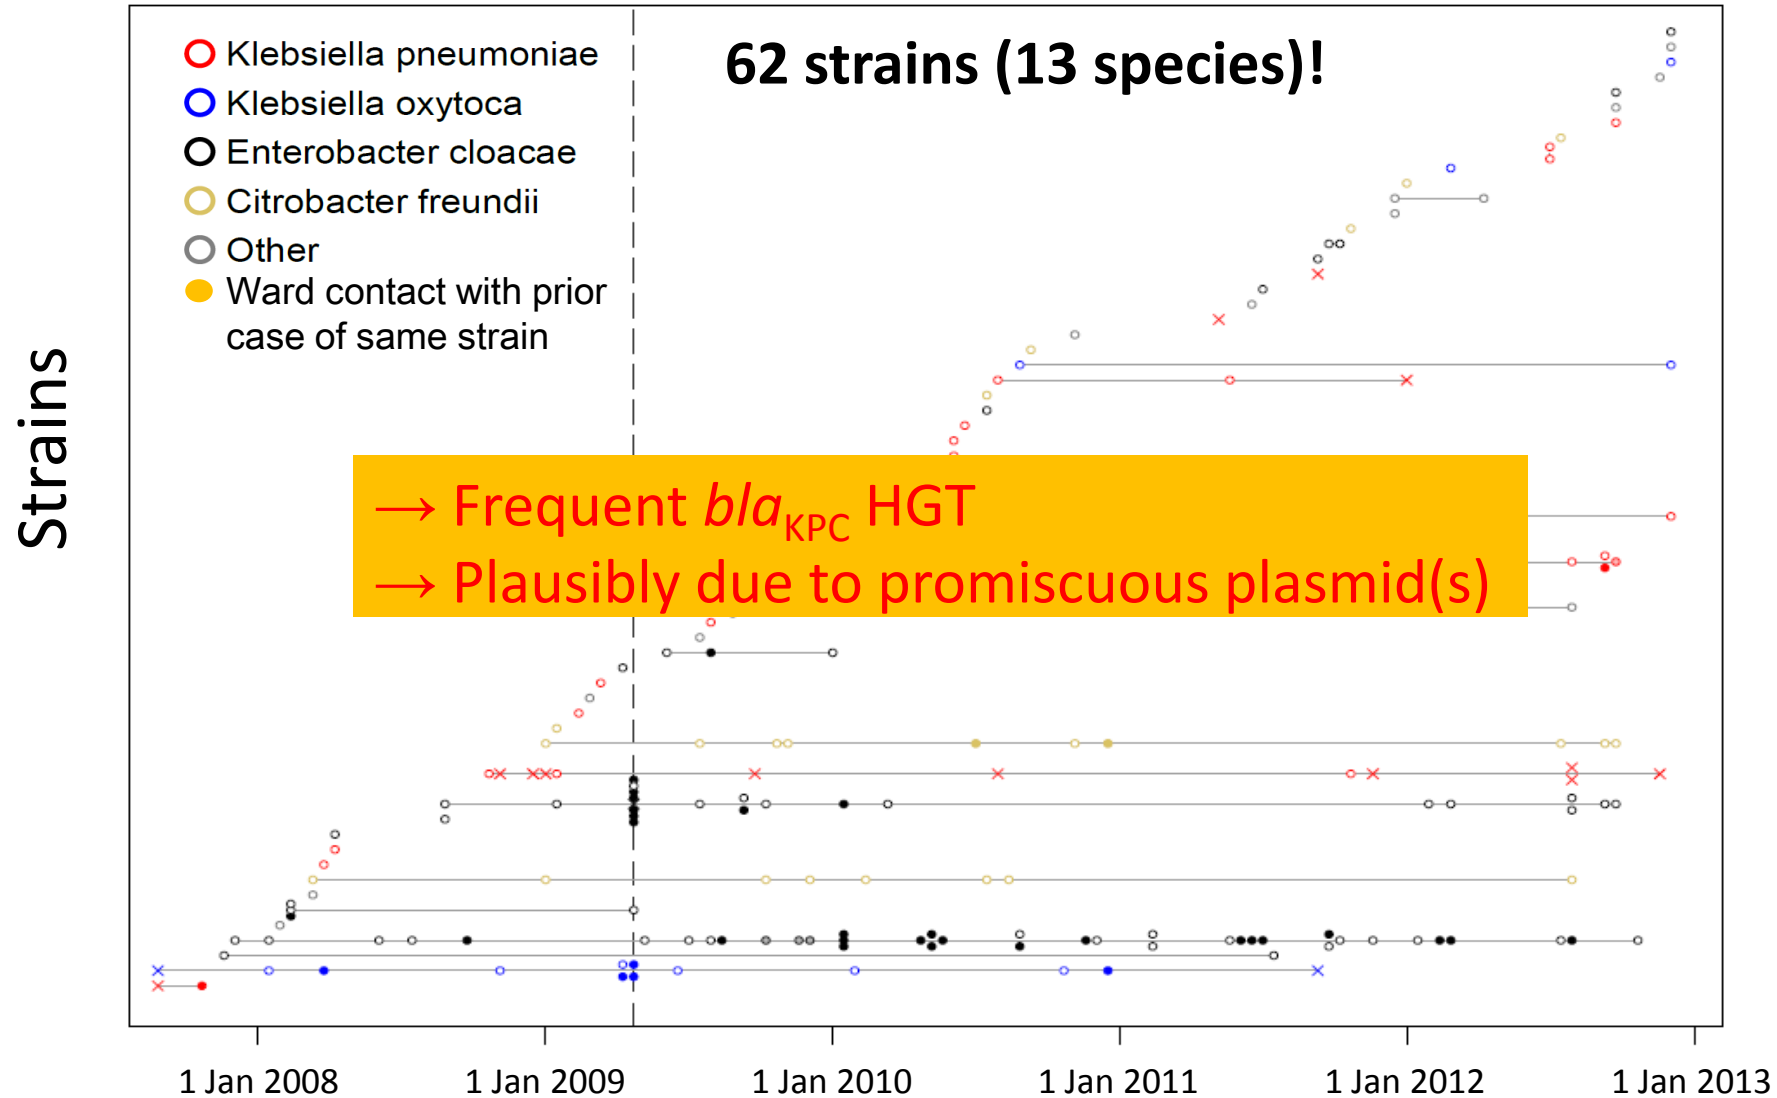 62 strains (13 species)!
Klebsiella pneumoniae
Klebsiella oxytoca
Enterobacter cloacae
Citrobacter freundii
Other
Ward contact with prior
case of same strain
Strains
→ Frequent blaKPC HGT
→ Plausibly due to promiscuous plasmid(s)
1 Jan 2008
1 Jan 2009
1 Jan 2010
1 Jan 2011
1 Jan 2012
1 Jan 2013